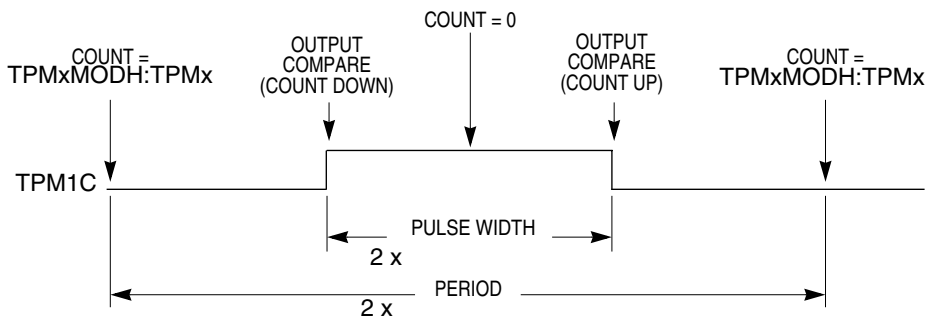 COUNT = 0
COUNT =
TPMxMODH:TPMx
OUTPUT
COMPARE
(COUNT DOWN)
OUTPUT
COMPARE
(COUNT UP)
COUNT =
TPMxMODH:TPMx
TPM1C
PULSE WIDTH
2 x
PERIOD
2 x